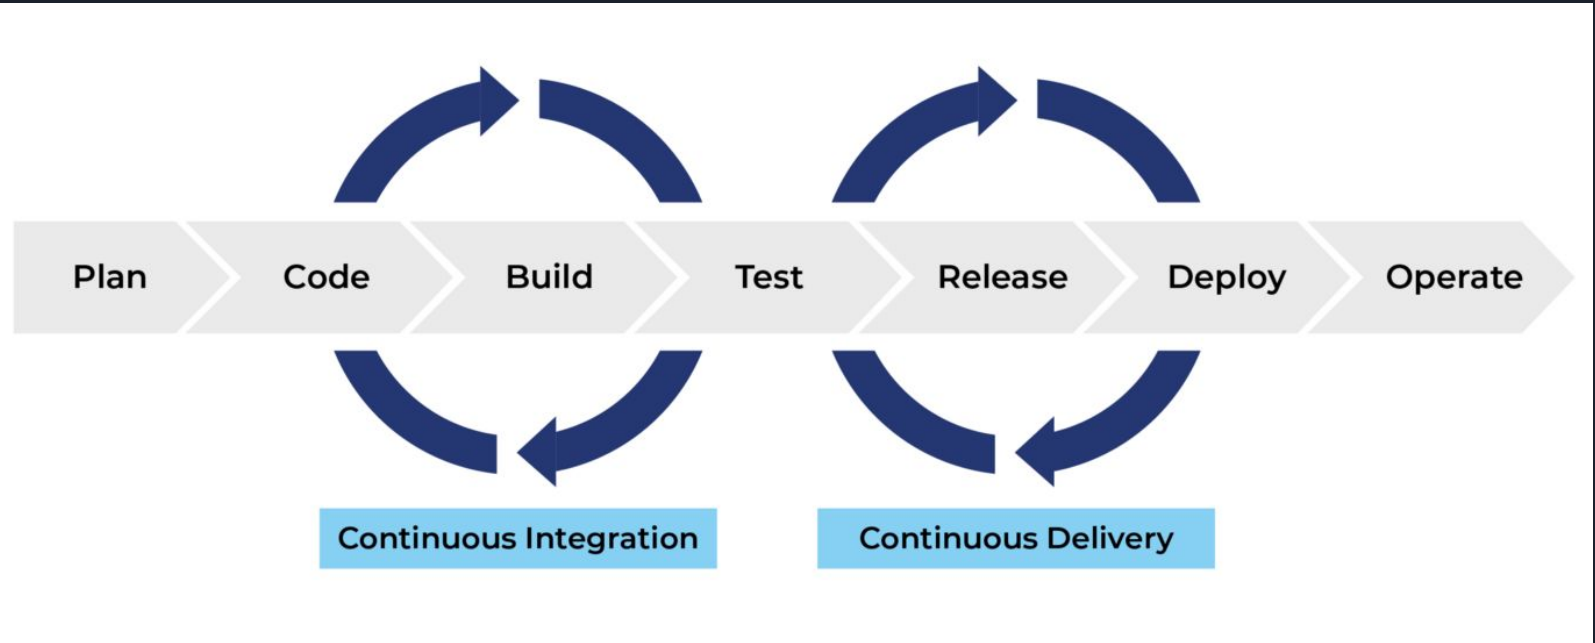 Plan
Code
Build
Test
Release
Deploy
Operate
Continuous Integration
Continuous Delivery